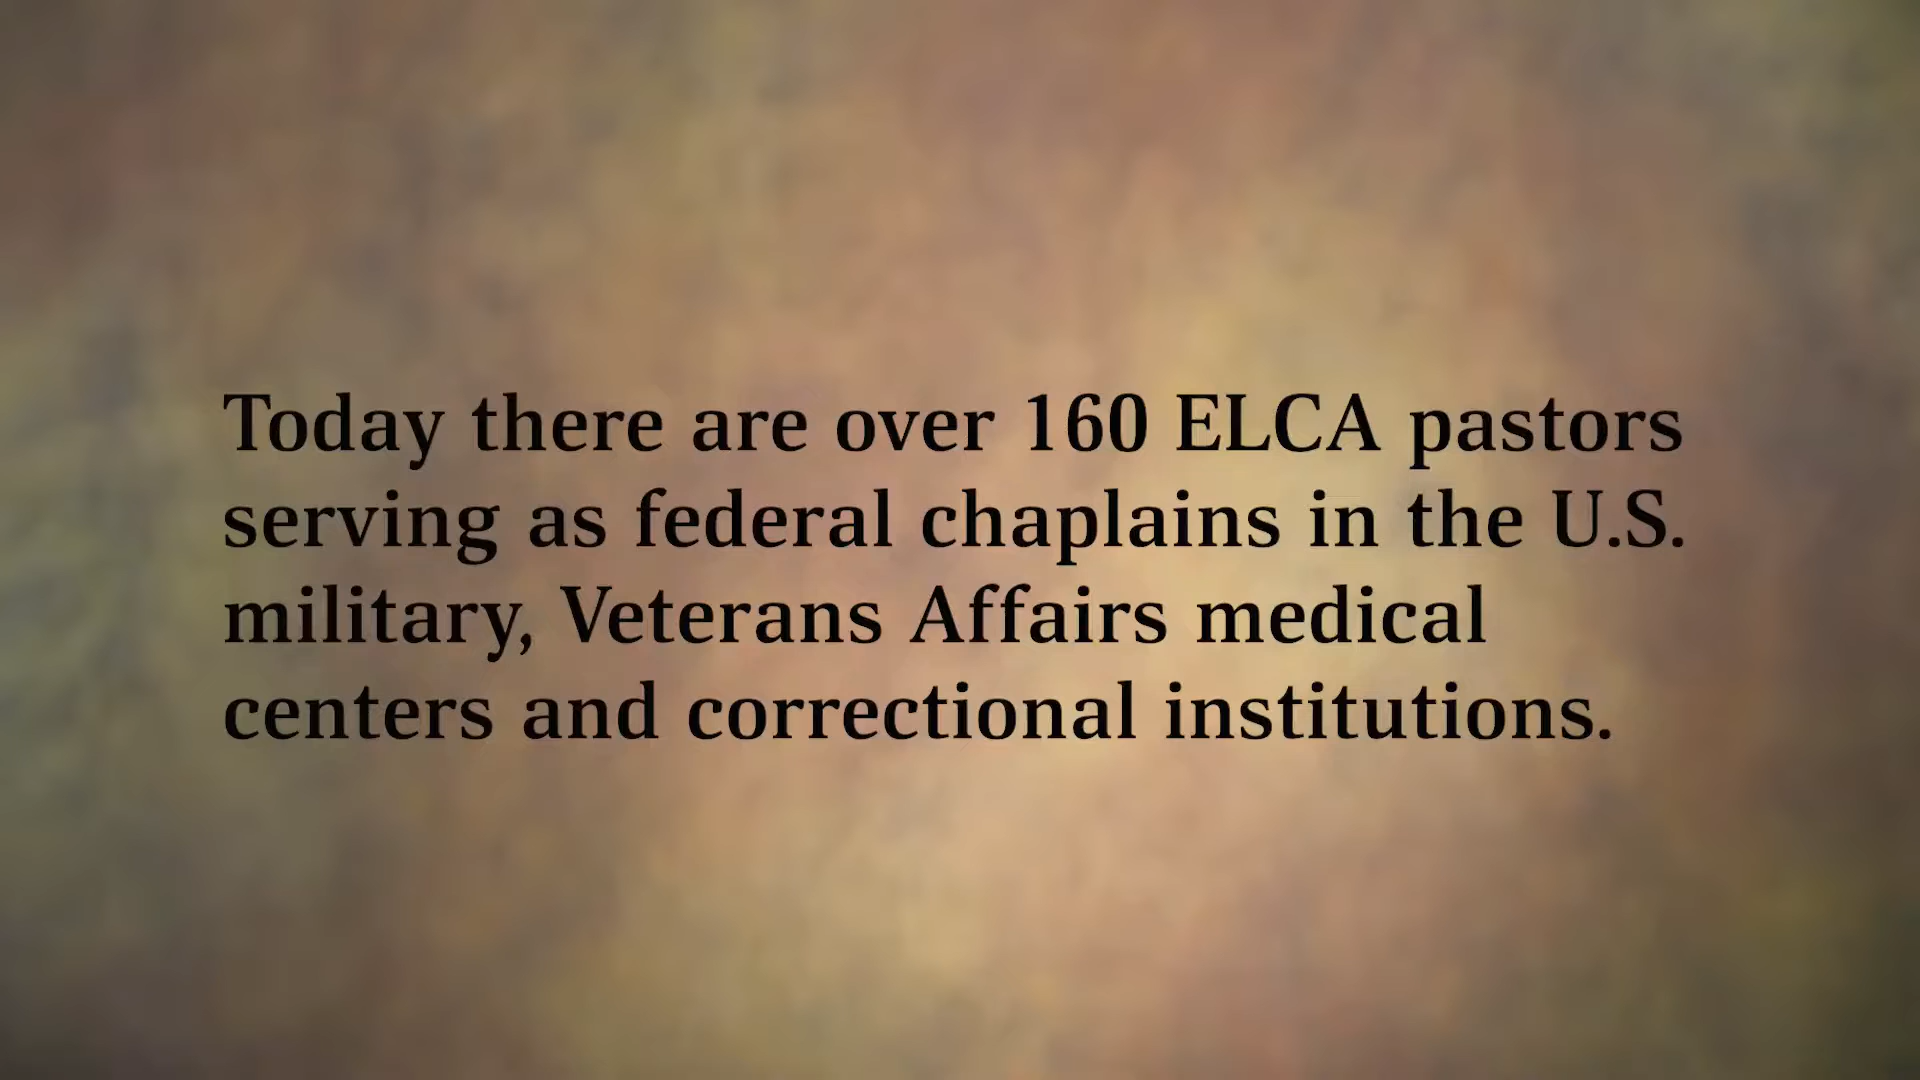 Today there are over 160 ELCA pastors
serving as federal chaplains in the U.S.
military, Veterans Affairs medical
centers and correctional institutions.